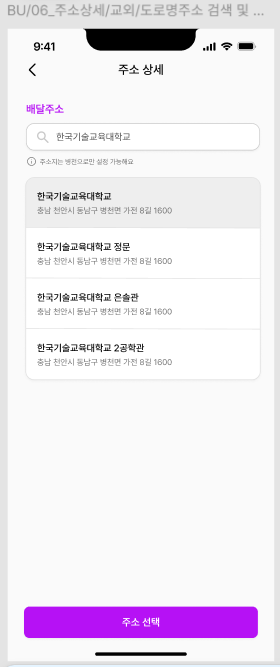 BU/06_주소상세/교외/도로명주소 검색 및 ...
9:41
주소 상세
배달주소
한국기술교육대학교
주소지는 병천으로만 설정 가능해요
한국기술교육대학교
충남 천안시 동남구 병천면 가전 8길 1600
한국기술교육대학교 정문
충남 천안시 동남구 병천면 가전 8길 1600
한국기술교육대학교 은솔관
충남 천안시 동남구 병천면 가전 8길 1600
한국기술교육대학교 2공학관
충남 천안시 동남구 병천면 가전 8길 1600
주소 선택